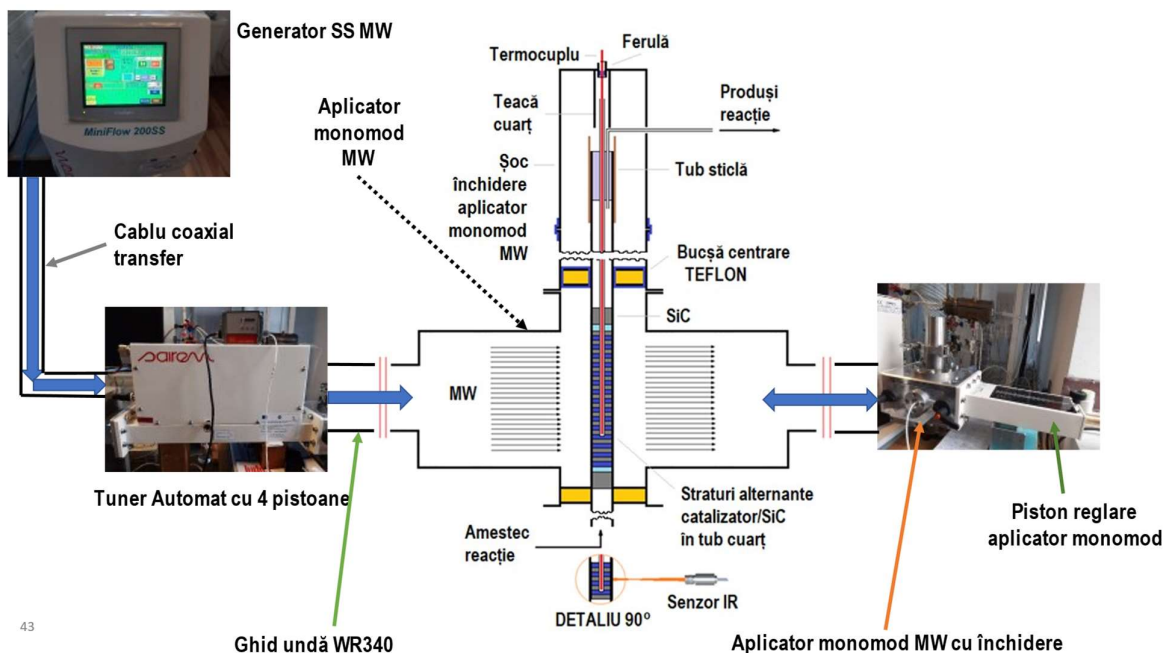 Generator SS MW
MiniFlow 200SS
Aplicator
monomod
MW
Cablu coaxial
transfer
sairem
Tuner Automat cu 4 pistoane
Ghid undă WR340
Termocuplu
Ferulă
Teacă
cuarț
Produși
reacție
Șoc
închidere
aplicator
monomod
MW
Tub sticlă
Bucșă centrare
TEFLON
SiC
MW
Straturi alternante
catalizator/SiC
în tub cuarț
Amestec
reacție
DETALIU 90º
Senzor IR
Piston reglare
aplicator monomod
Aplicator monomod MW cu închidere
43